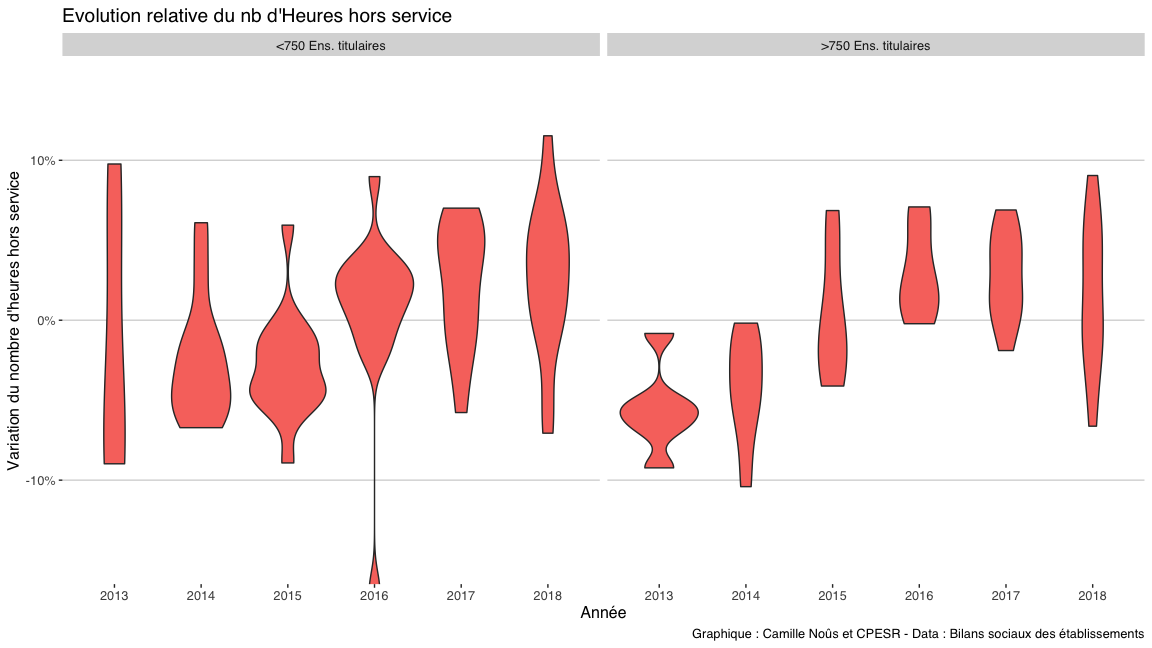 Evolution relative du nb d'Heures hors service
<750 Ens. titulaires
>750 Ens. titulaires
Variation du nombre d'heures hors service
10%
0%
-10%
2013 2014 2015 2016 2017 2018
2013 2014 2015 2016 2017 2018
Année
Graphique : Camille Noûs et CPESR - Data : Bilans sociaux des établissements